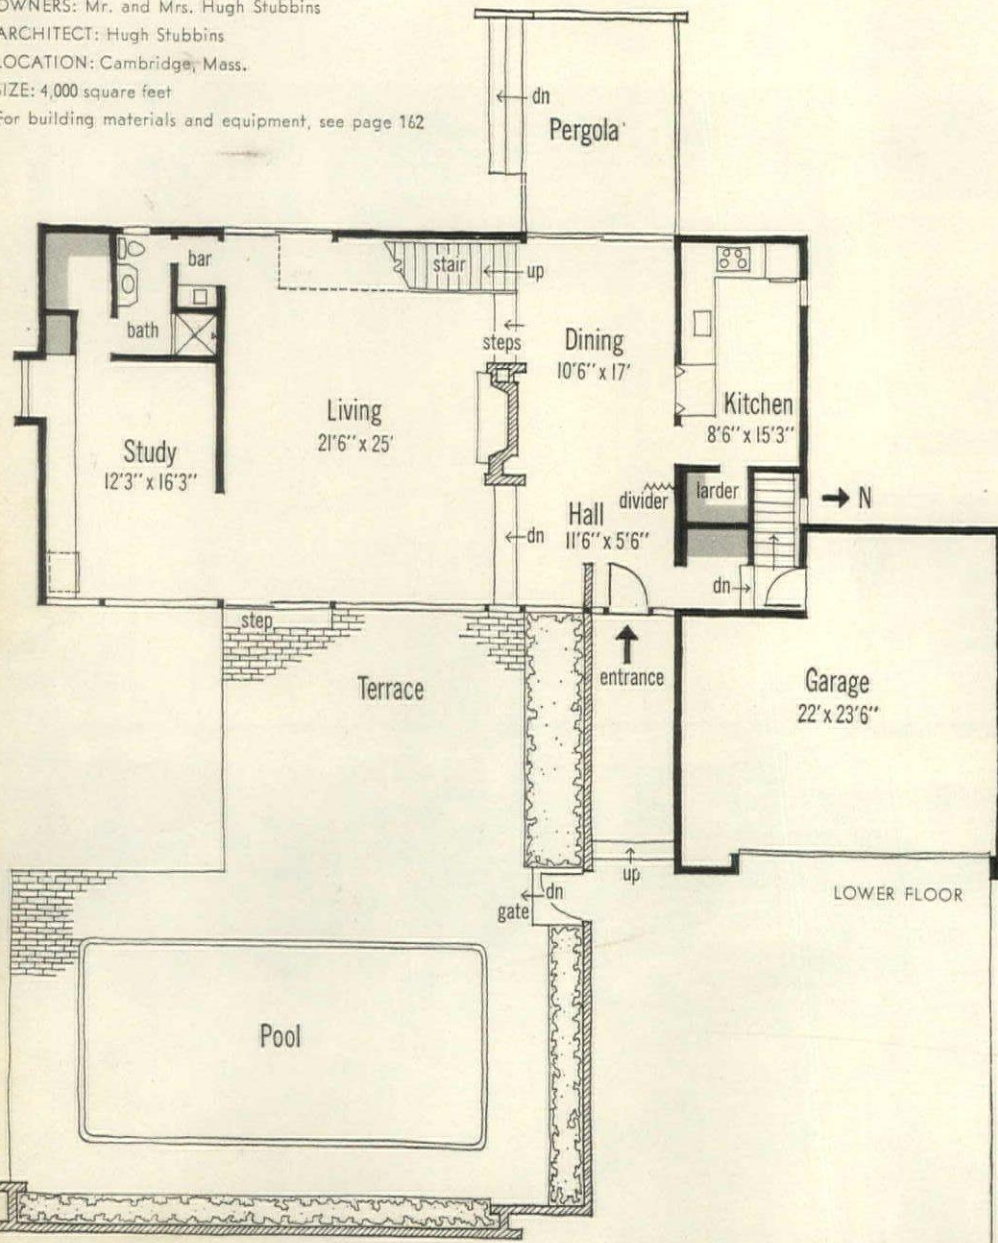 OWNERS: Mr. and Mrs. Hugh Stubbins
ARCHITECT: Hugh Stubbins
LOCATION: Cambridge, Mass.
SIZE: 4,000 square feet
For building materials and equipment, see page 162
dn
Pergola
bar
stair
up
bath
steps
Dining
10'6" x 17'
Living
21'6" x 25'
Kitchen
8'6" x 15'3"
Study
12'3" x 16'3"
divider
larder
N
Hall
11'6" x 5'6"
dn
dn
step
entrance
Terrace
Garage
22' x 23'6"
up
dn
gate
LOWER FLOOR
Pool